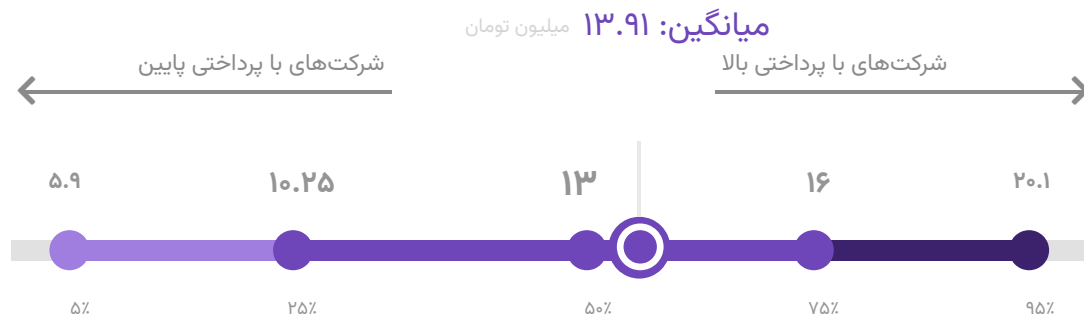 میانگین: ۱۳.۹۱ میلیون تومان
شرکت‌های با پرداختی بالا
شرکت‌های با پرداختی پایین
۵.۹ ۱۰.۲۵ ۱۳ ۱۶ ۲۰.۱
۵٪ ۲۵٪ ۵۰٪ ۷۵٪ ۹۵٪